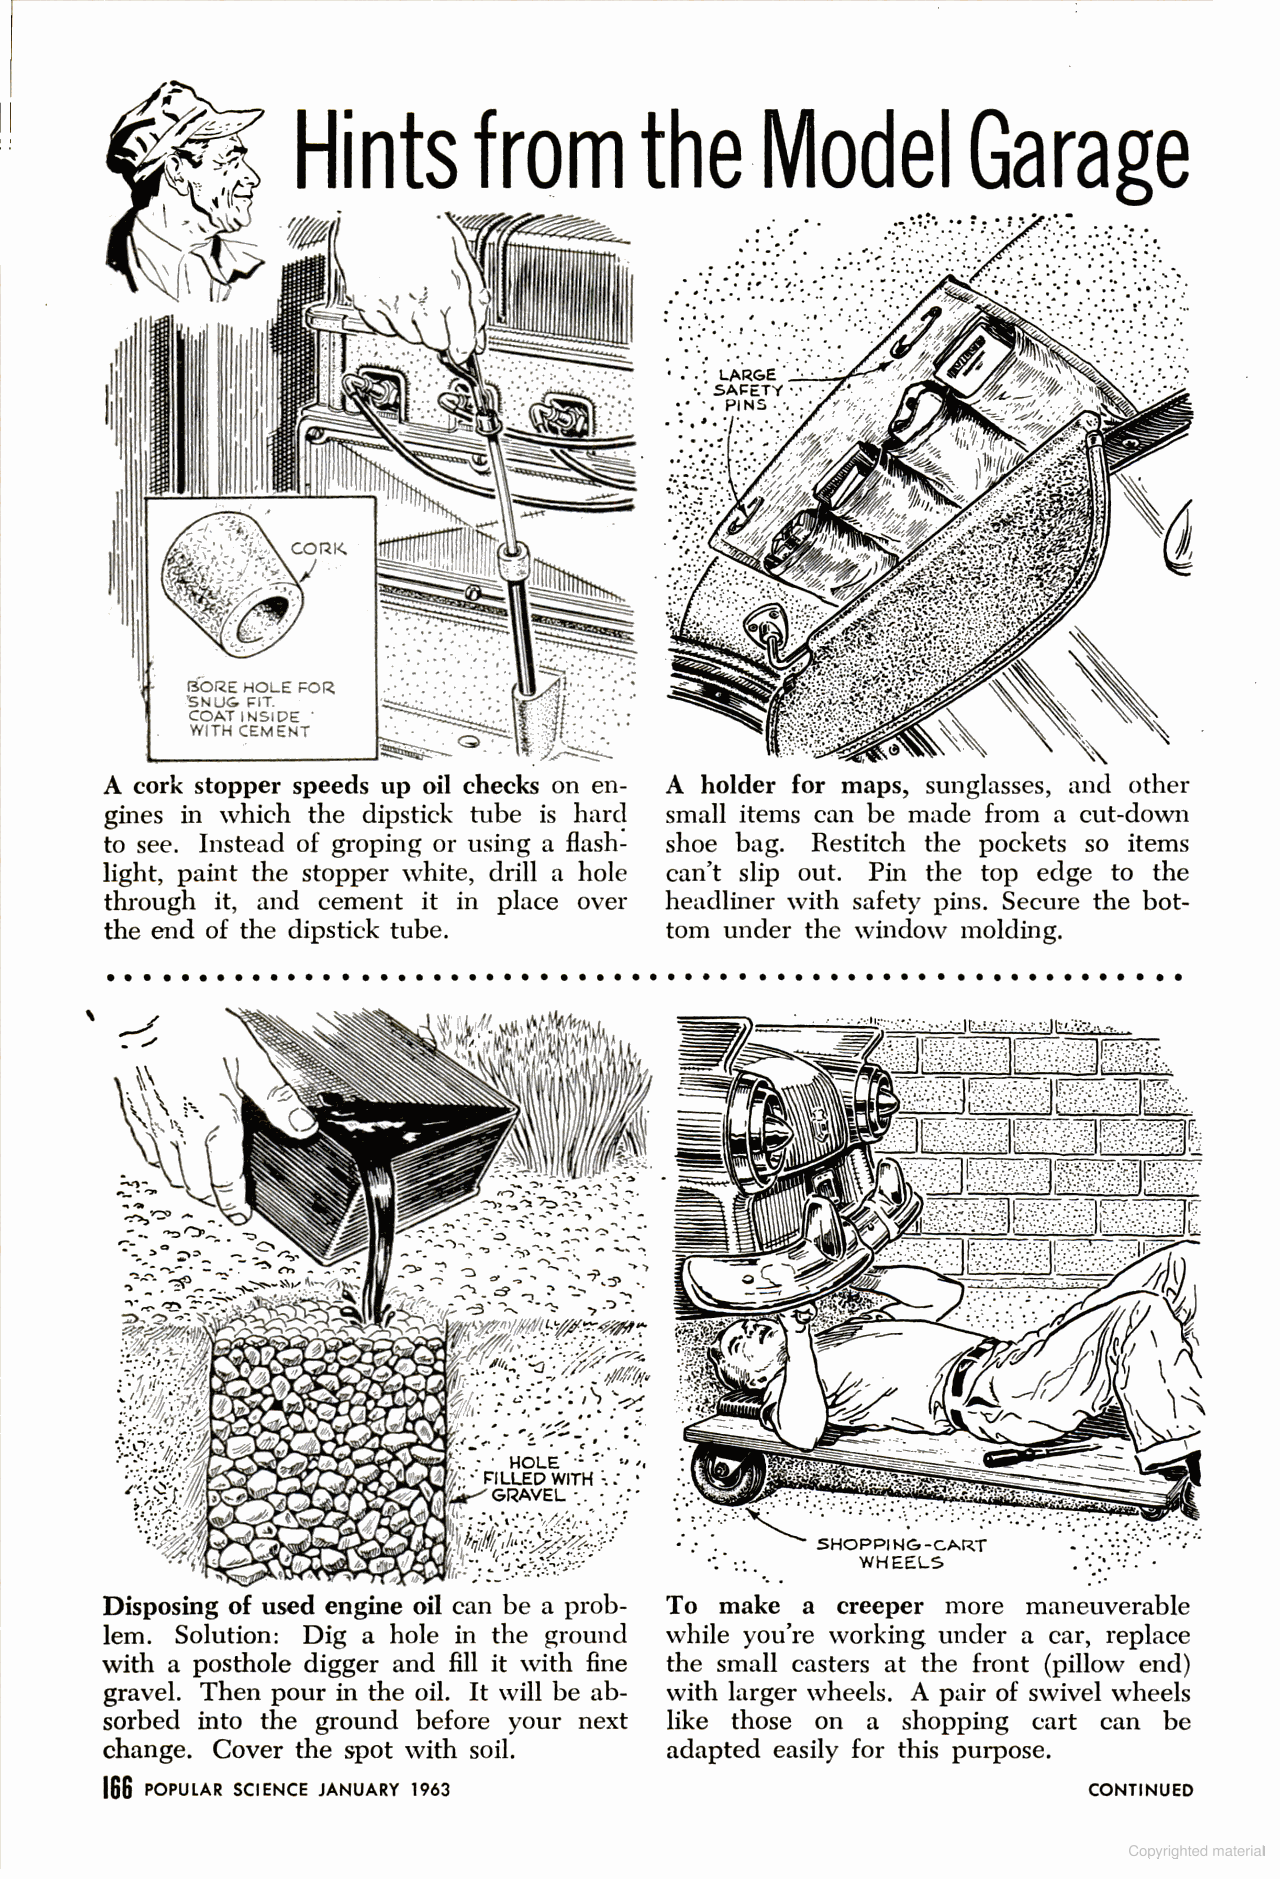 Hints from the Model Garage
LARGE
SAFETY
PINS
CORK
BORE HOLE FOR
SNUG FIT.
COAT INSIDE
WITH CEMENT
A cork stopper speeds up oil checks on en-
gines in which the dipstick tube is hard
to see. Instead of groping or using a flash-
light, paint the stopper white, drill a hole
through it, and cement it in place over
the end of the dipstick tube.
A holder for maps, sunglasses, and other
small items can be made from a cut-down
shoe bag. Restitch the pockets so items
can't slip out. Pin the top edge to the
headliner with safety pins. Secure the bot-
tom under the window molding.
HOLE
FILLED WITH
GRAVEL
SHOPPING-CART
WHEELS
Disposing of used engine oil can be a prob-
lem. Solution: Dig a hole in the ground
with a posthole digger and fill it with fine
gravel. Then pour in the oil. It will be ab-
sorbed into the ground before your next
change. Cover the spot with soil.
To make a creeper more maneuverable
while you're working under a car, replace
the small casters at the front (pillow end)
with larger wheels. A pair of swivel wheels
like those on a shopping cart can be
adapted easily for this purpose.
166 POPULAR SCIENCE JANUARY 1963
CONTINUED
Copyrighted material